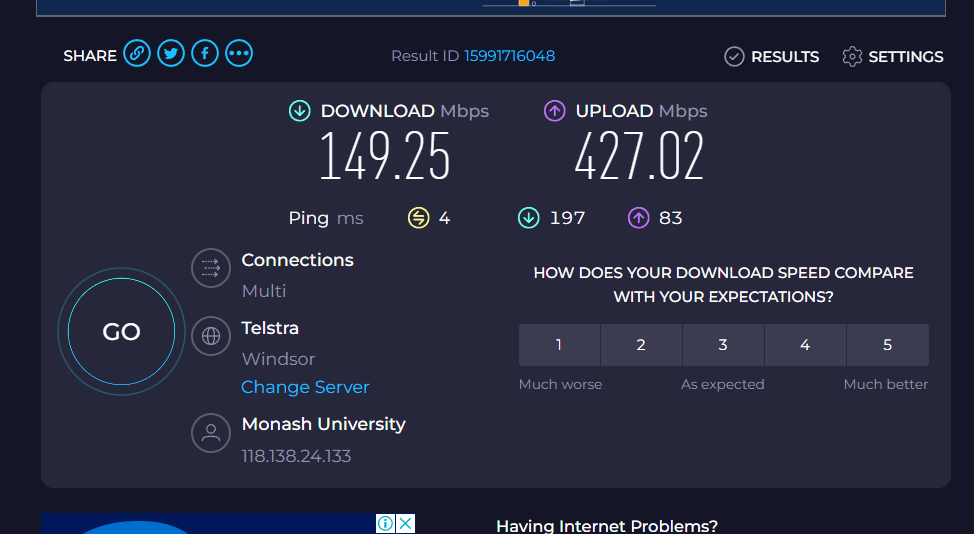 SHARE Result ID 15991716048 RESULTS SETTINGS
DOWNLOAD Mbps UPLOAD Mbps
149.25 427.02
Ping ms 4 197 83
Connections
Multi
HOW DOES YOUR DOWNLOAD SPEED COMPARE
WITH YOUR EXPECTATIONS?
GO
Telstra
Windsor
Change Server
1 2 3 4 5
Much worse As expected Much better
Monash University
118.138.24.133
Having Internet Problems?